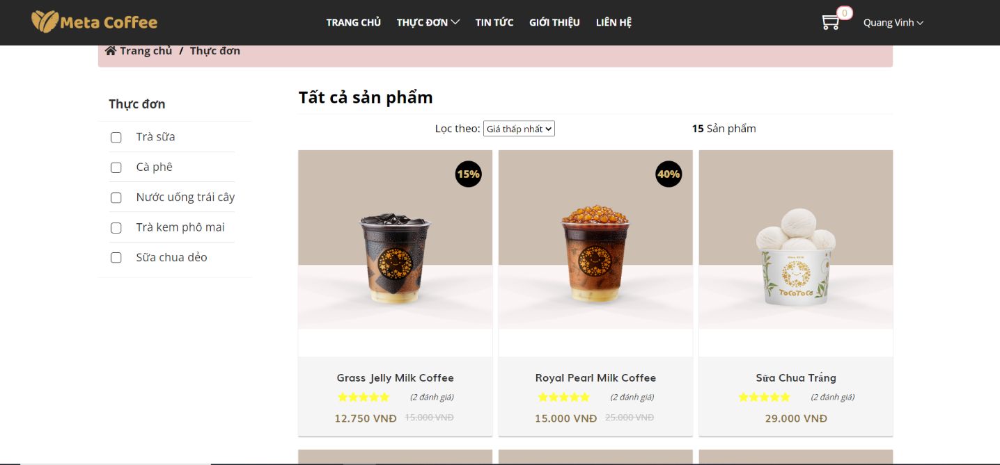 Meta Coffee
TRANG CHỦ THỰC ĐƠN TIN TỨC GIỚI THIỆU LIÊN HỆ
0
Quang Vinh
Trang chủ / Thực đơn
Thực đơn
Trà sữa
Cà phê
Nước uống trái cây
Trà kem phô mai
Sữa chua dẻo
Tất cả sản phẩm
Lọc theo: Giá thấp nhất
15 Sản phẩm
15%
Grass Jelly Milk Coffee
(2 đánh giá)
12.750 VNĐ 15.000 VNĐ
40%
Royal Pearl Milk Coffee
(2 đánh giá)
15.000 VNĐ 25.000 VNĐ
ToCoToCo
Sữa Chua Trắng
(2 đánh giá)
29.000 VNĐ